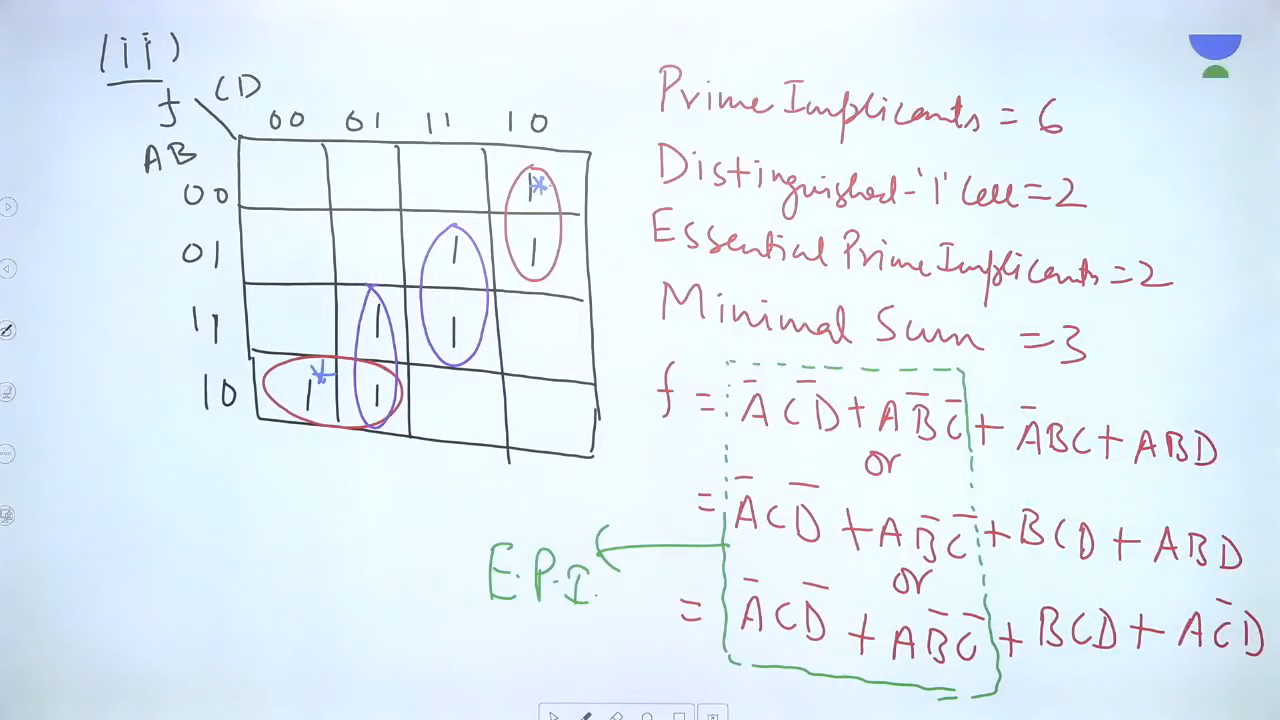 (ii)
f CD
00 01 11 10
AB
00 1*
01 1 1
11 1 1
10 1* 1
Prime Implicants = 6
Distinguished-'1' Cell = 2
Essential Prime Implicants = 2
Minimal Sum = 3
f = A̅CD̅ + AB̅C̅ + A̅BC + ABD
or
= A̅CD̅ + AB̅C̅ + BCD + ABD
or
= A̅CD̅ + AB̅C̅ + BCD + AC̅D
E.P.I.